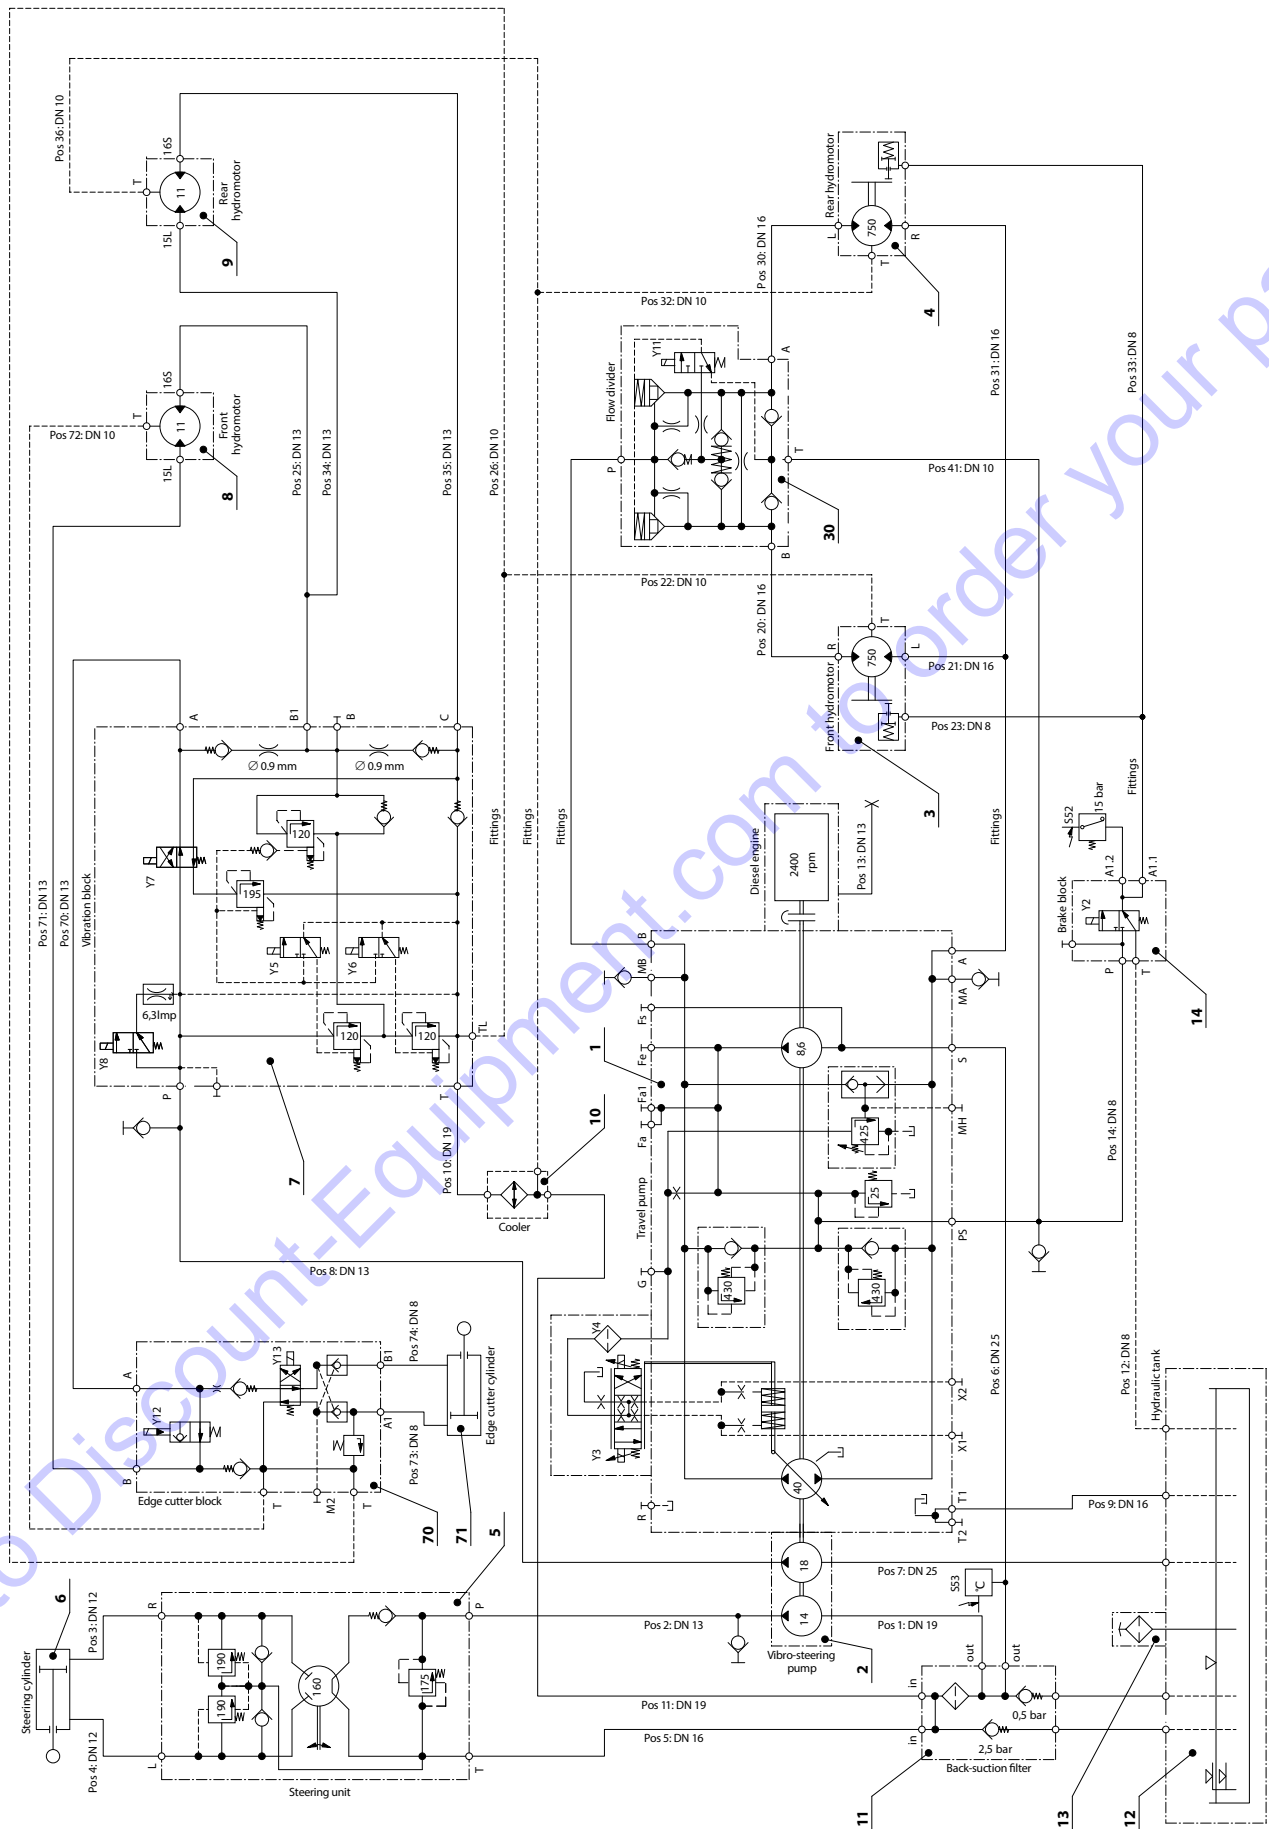 Pos 36: DN 10
T
16S
11
15L
Rear
hydromotor
9
Pos 72: DN 10
T
16S
11
15L
Front
hydromotor
8
Pos 25: DN 13
Pos 34: DN 13
Pos 35: DN 13
Pos 26: DN 10
Pos 71: DN 13
Pos 70: DN 13
Vibration block
A
B1
B
C
Ø 0.9 mm
Ø 0.9 mm
Y7
120
195
Y5
Y6
6,3lmp
Y8
120
120
P
T
TL
7
Fittings
Fittings
Fittings
Pos 10: DN 19
10
Cooler
Pos 8: DN 13
Edge cutter block
A
B
Y12
Y13
T
M2
T
A1
B1
Pos 74: DN 8
Pos 73: DN 8
Edge cutter cylinder
70
71
5
Steering cylinder
6
Pos 3: DN 12
Pos 4: DN 12
R
L
190
190
160
175
P
T
Steering unit
Rear hydromotor
L
750
T
R
4
Pos 30: DN 16
Pos 32: DN 10
Pos 31: DN 16
Pos 33: DN 8
Flow divider
Y11
P
A
B
T
30
Pos 41: DN 10
Pos 22: DN 10
Pos 20: DN 16
Front hydromotor
R
750
T
L
3
Pos 21: DN 16
Pos 23: DN 8
Diesel engine
2400
rpm
Pos 13: DN 13
Fittings
Fittings
S52
15 bar
Brake block
Y2
A1.2
A1.1
P
T
14
Travel pump
B
MB
Fs
Fe
Fa1
Fa
G
R
1
8,6
425
25
430
430
40
Y4
Y3
A
MA
S
MH
PS
X2
X1
T1
T2
Pos 14: DN 8
Pos 6: DN 25
Pos 12: DN 8
Pos 9: DN 16
Hydraulic tank
18
14
Vibro-steering
pump
2
Pos 7: DN 25
Pos 2: DN 13
Pos 1: DN 19
S53
°C
Pos 11: DN 19
Pos 5: DN 16
in
in
out
out
0,5 bar
2,5 bar
Back-suction filter
11
13
12
to Discount-Equipment.com to order your pa